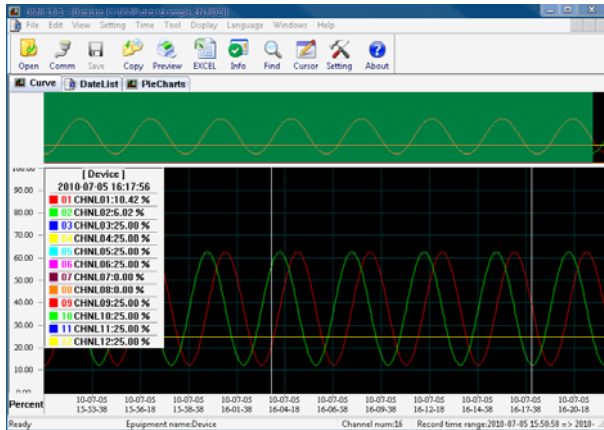 File Edit View Setting Time Tool Display Language Windows Help
Open Comm Save Copy Preview EXCEL Info Find Cursor Setting About
Curve DateList PieCharts
100.00
[ Device ]
2010-07-05 16:17:56
90.00
01 CHNL01:10.42 %
02 CHNL02:6.02 %
80.00
03 CHNL03:25.00 %
04 CHNL04:25.00 %
70.00
05 CHNL05:25.00 %
06 CHNL06:25.00 %
60.00
07 CHNL07:0.00 %
50.00
08 CHNL08:0.00 %
09 CHNL09:25.00 %
40.00
10 CHNL10:25.00 %
30.00
11 CHNL11:25.00 %
20.00
12 CHNL12:25.00 %
10.00
0.00
Percent
10-07-05 10-07-05 10-07-05 10-07-05 10-07-05 10-07-05 10-07-05 10-07-05 10-07-05 10-07-05 10-07-05
15-53-38 15-56-18 15-58-58 16-01-38 16-04-18 16-06-58 16-09-38 16-12-18 16-14-58 16-17-38 16-20-18
Ready Epuipment name:Device Channel num:16 Record time range:2010-07-05 15:50:58 => 2010-